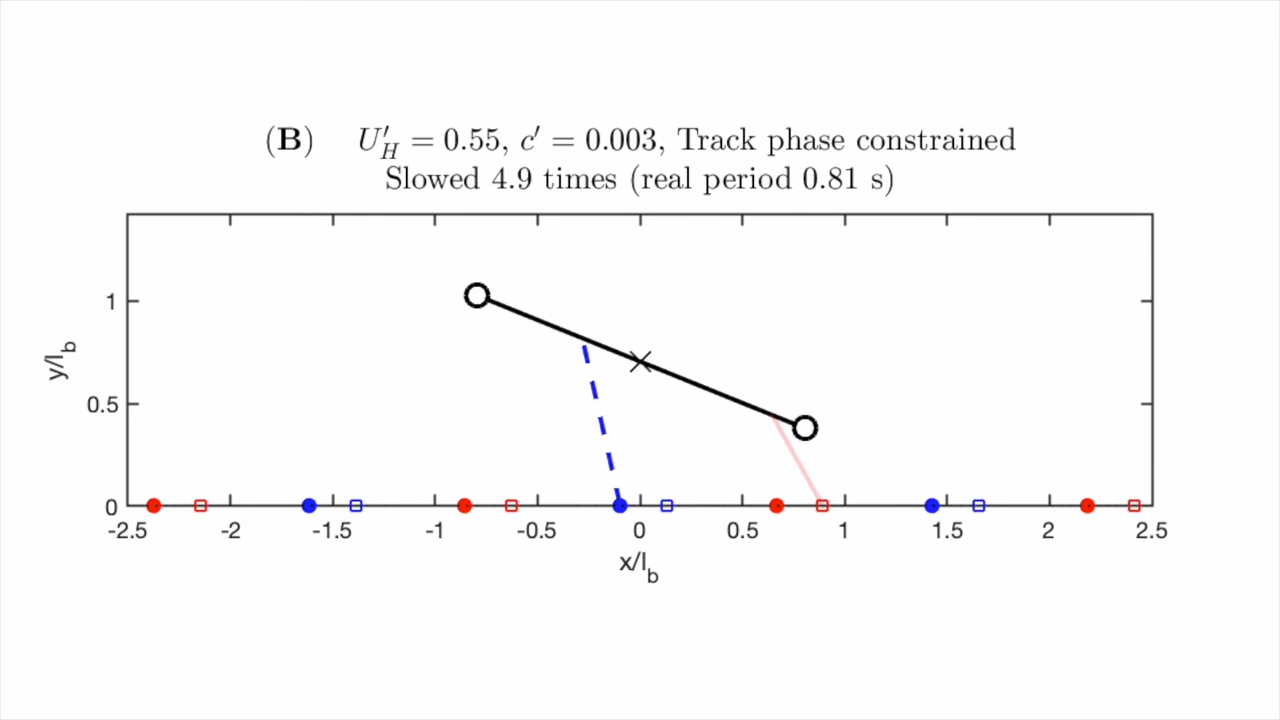 (B) U′_H = 0.55, c′ = 0.003, Track phase constrained
Slowed 4.9 times (real period 0.81 s)
1
0.5
0
y/l_b
-2.5 -2 -1.5 -1 -0.5 0 0.5 1 1.5 2 2.5
x/l_b